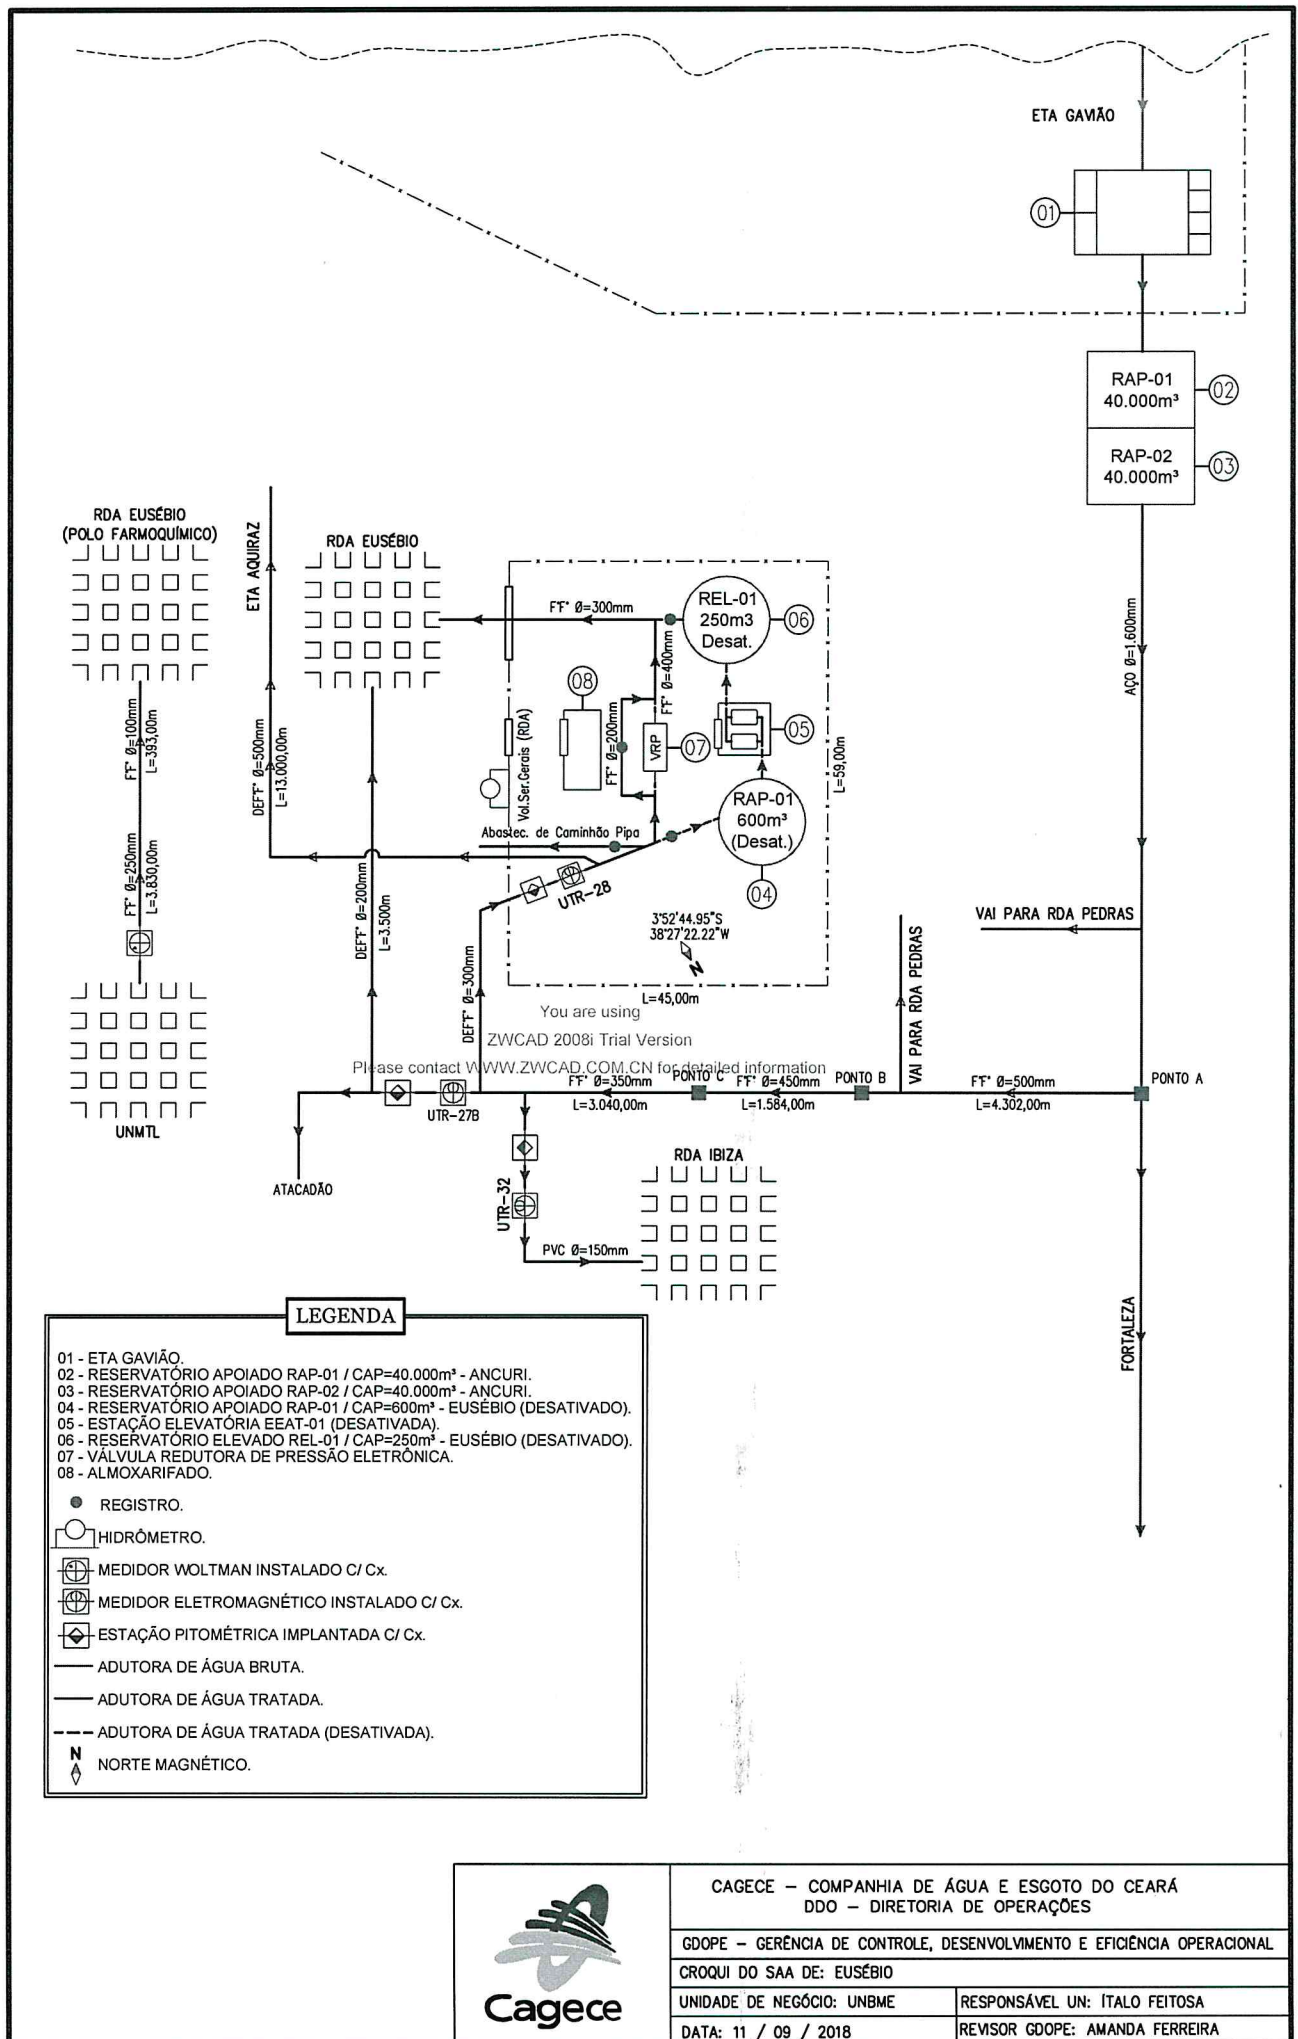 ETA GAVIÃO
01
RAP-01
40.000m³
02
RAP-02
40.000m³
03
RDA EUSÉBIO
(POLO FARMOQUÍMICO)
ETA AQUIRAZ
RDA EUSÉBIO
FºFº Ø=300mm
REL-01
250m3
Desat.
06
AÇO Ø=1.600mm
FºFº Ø=400mm
08
FºFº Ø=200mm
VRP
07
05
Vol.Ser.Gerais (RDA)
L=59,00m
FºFº Ø=100mm
L=393,00m
DEFºFº Ø=500mm
L=13.000,00m
RAP-01
600m³
(Desat.)
04
Abastec. de Caminhão Pipa
FºFº Ø=250mm
L=3.830,00m
DEFºFº Ø=200mm
L=3.500m
UTR-28
3°52'44.95"S
38°27'22.22"W
N
VAI PARA RDA PEDRAS
VAI PARA RDA PEDRAS
DEFºFº Ø=300mm
L=45,00m
You are using
ZWCAD 2008i Trial Version
Please contact WWW.ZWCAD.COM.CN for detailed information
FºFº Ø=350mm
L=3.040,00m
PONTO C
FºFº Ø=450mm
L=1.584,00m
PONTO B
FºFº Ø=500mm
L=4.302,00m
PONTO A
UTR-27B
UNMTL
ATACADÃO
UTR-32
RDA IBIZA
PVC Ø=150mm
FORTALEZA
LEGENDA
01 - ETA GAVIÃO.
02 - RESERVATÓRIO APOIADO RAP-01 / CAP=40.000m³ - ANCURI.
03 - RESERVATÓRIO APOIADO RAP-02 / CAP=40.000m³ - ANCURI.
04 - RESERVATÓRIO APOIADO RAP-01 / CAP=600m³ - EUSÉBIO (DESATIVADO).
05 - ESTAÇÃO ELEVATÓRIA EEAT-01 (DESATIVADA).
06 - RESERVATÓRIO ELEVADO REL-01 / CAP=250m³ - EUSÉBIO (DESATIVADO).
07 - VÁLVULA REDUTORA DE PRESSÃO ELETRÔNICA.
08 - ALMOXARIFADO.
REGISTRO.
HIDRÔMETRO.
MEDIDOR WOLTMAN INSTALADO C/ Cx.
MEDIDOR ELETROMAGNÉTICO INSTALADO C/ Cx.
ESTAÇÃO PITOMÉTRICA IMPLANTADA C/ Cx.
ADUTORA DE ÁGUA BRUTA.
ADUTORA DE ÁGUA TRATADA.
ADUTORA DE ÁGUA TRATADA (DESATIVADA).
N
NORTE MAGNÉTICO.
Cagece
CAGECE – COMPANHIA DE ÁGUA E ESGOTO DO CEARÁ
DDO – DIRETORIA DE OPERAÇÕES
GDOPE – GERÊNCIA DE CONTROLE, DESENVOLVIMENTO E EFICIÊNCIA OPERACIONAL
CROQUI DO SAA DE: EUSÉBIO
UNIDADE DE NEGÓCIO: UNBME
RESPONSÁVEL UN: ÍTALO FEITOSA
DATA: 11 / 09 / 2018
REVISOR GDOPE: AMANDA FERREIRA